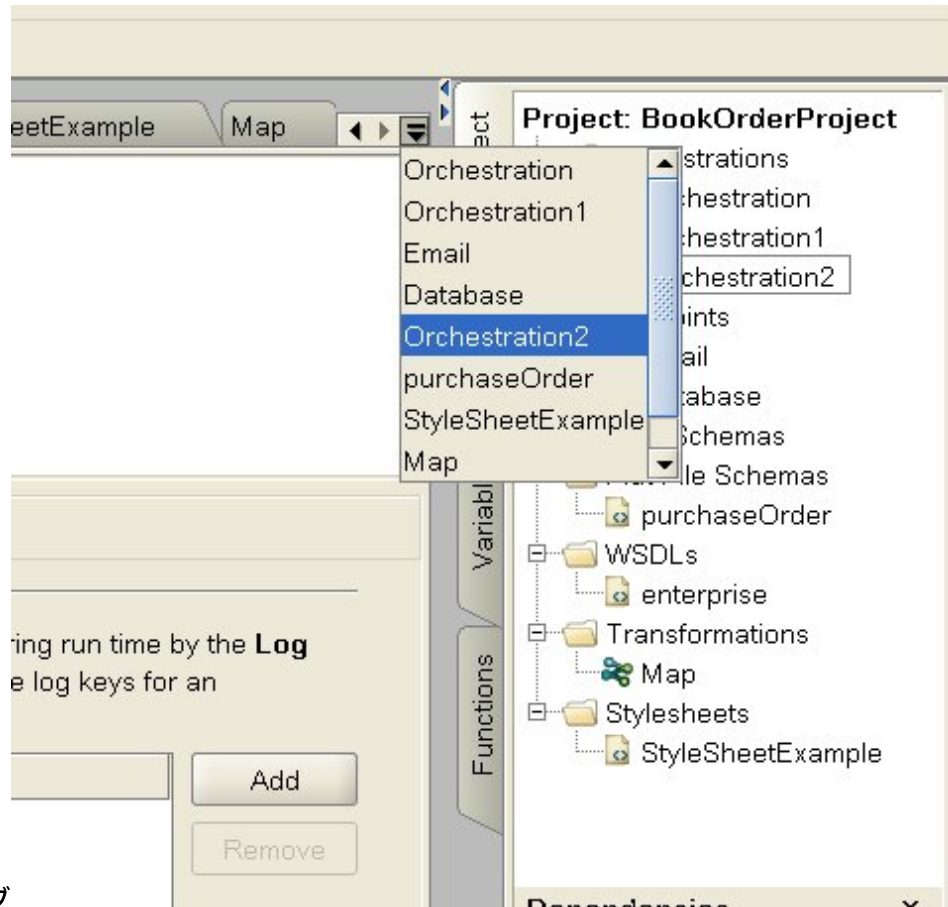 eetExample
Map
ect
Project: BookOrderProject
Orchestration
Orchestration1
Email
Database
Orchestration2
purchaseOrder
StyleSheetExample
Map
strations
hestration
hestration1
chestration2
ints
ail
tabase
Schemas
le Schemas
purchaseOrder
WSDLs
enterprise
Transformations
Map
Stylesheets
StyleSheetExample
Variabl
Functions
ring run time by the Log
e log keys for an
Add
Remove